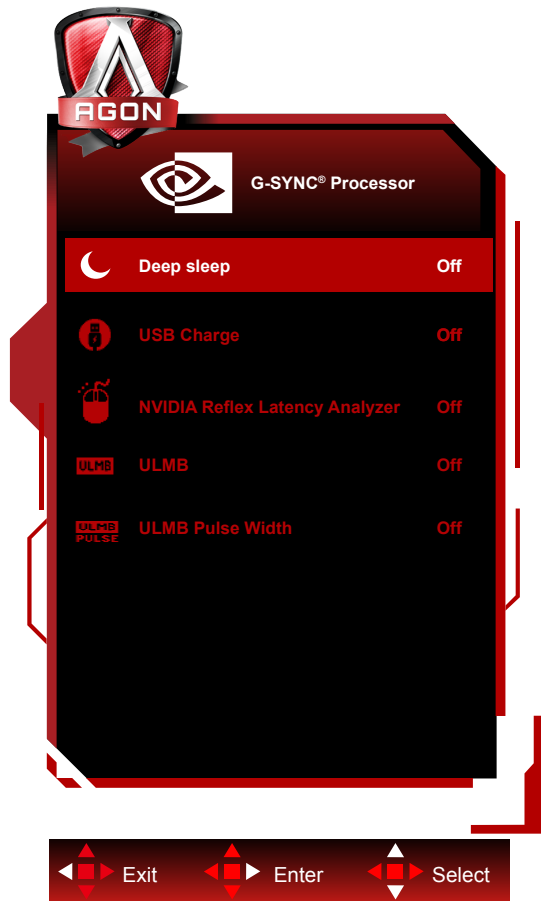 AGON
G-SYNC® Processor
Deep sleep Off
USB Charge Off
NVIDIA Reflex Latency Analyzer Off
ULMB ULMB Off
ULMB PULSE ULMB Pulse Width Off
Exit Enter Select